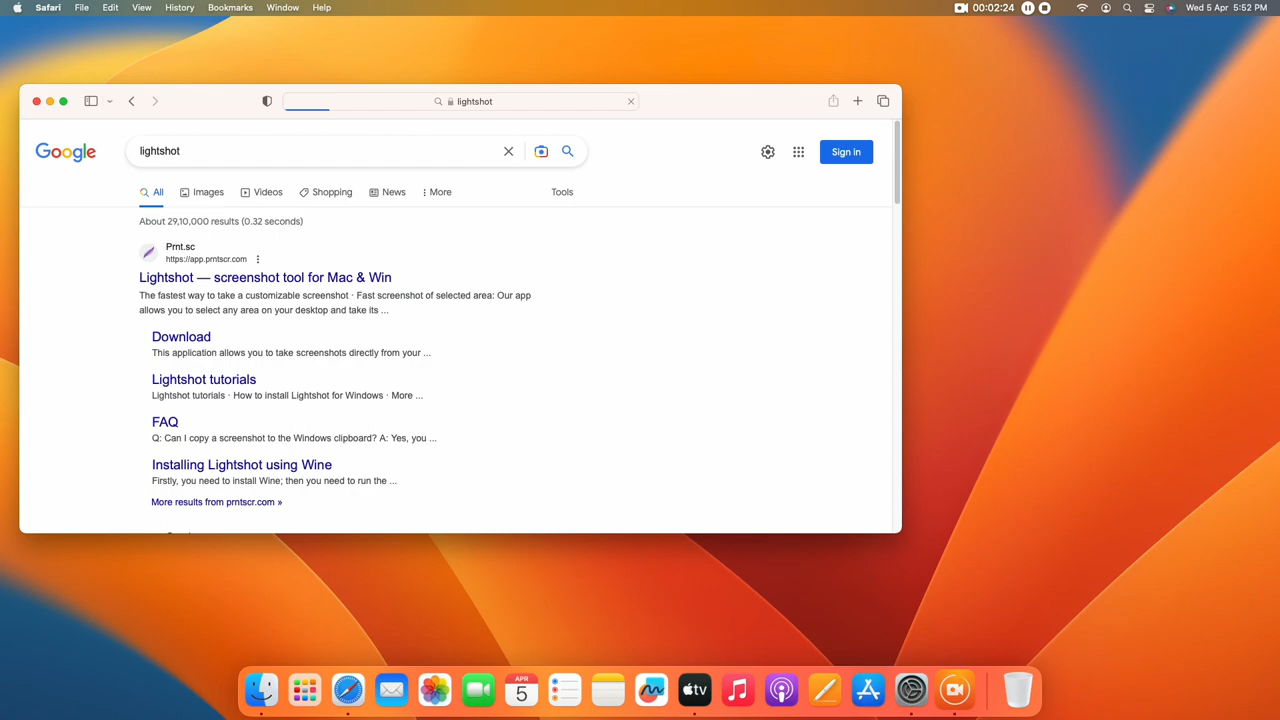 Safari File Edit View History Bookmarks Window Help 00:02:24 Wed 5 Apr 5:52 PM
lightshot
Google lightshot Sign in
All Images Videos Shopping News More Tools
About 29,10,000 results (0.32 seconds)
Prnt.sc
https://app.prntscr.com
Lightshot — screenshot tool for Mac & Win
The fastest way to take a customizable screenshot · Fast screenshot of selected area: Our app
allows you to select any area on your desktop and take its ...
Download
This application allows you to take screenshots directly from your ...
Lightshot tutorials
Lightshot tutorials · How to install Lightshot for Windows · More ...
FAQ
Q: Can I copy a screenshot to the Windows clipboard? A: Yes, you ...
Installing Lightshot using Wine
Firstly, you need to install Wine; then you need to run the ...
More results from prntscr.com »
APR
5
tv